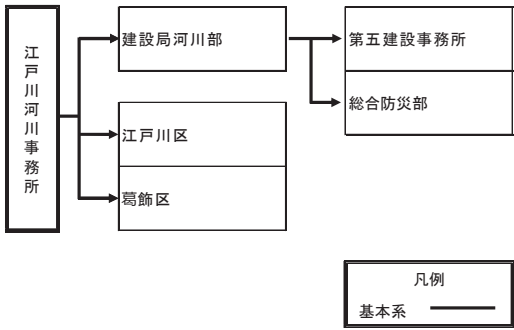 江戸川河川事務所
建設局河川部
第五建設事務所
総合防災部
江戸川区
葛飾区
凡例
基本系